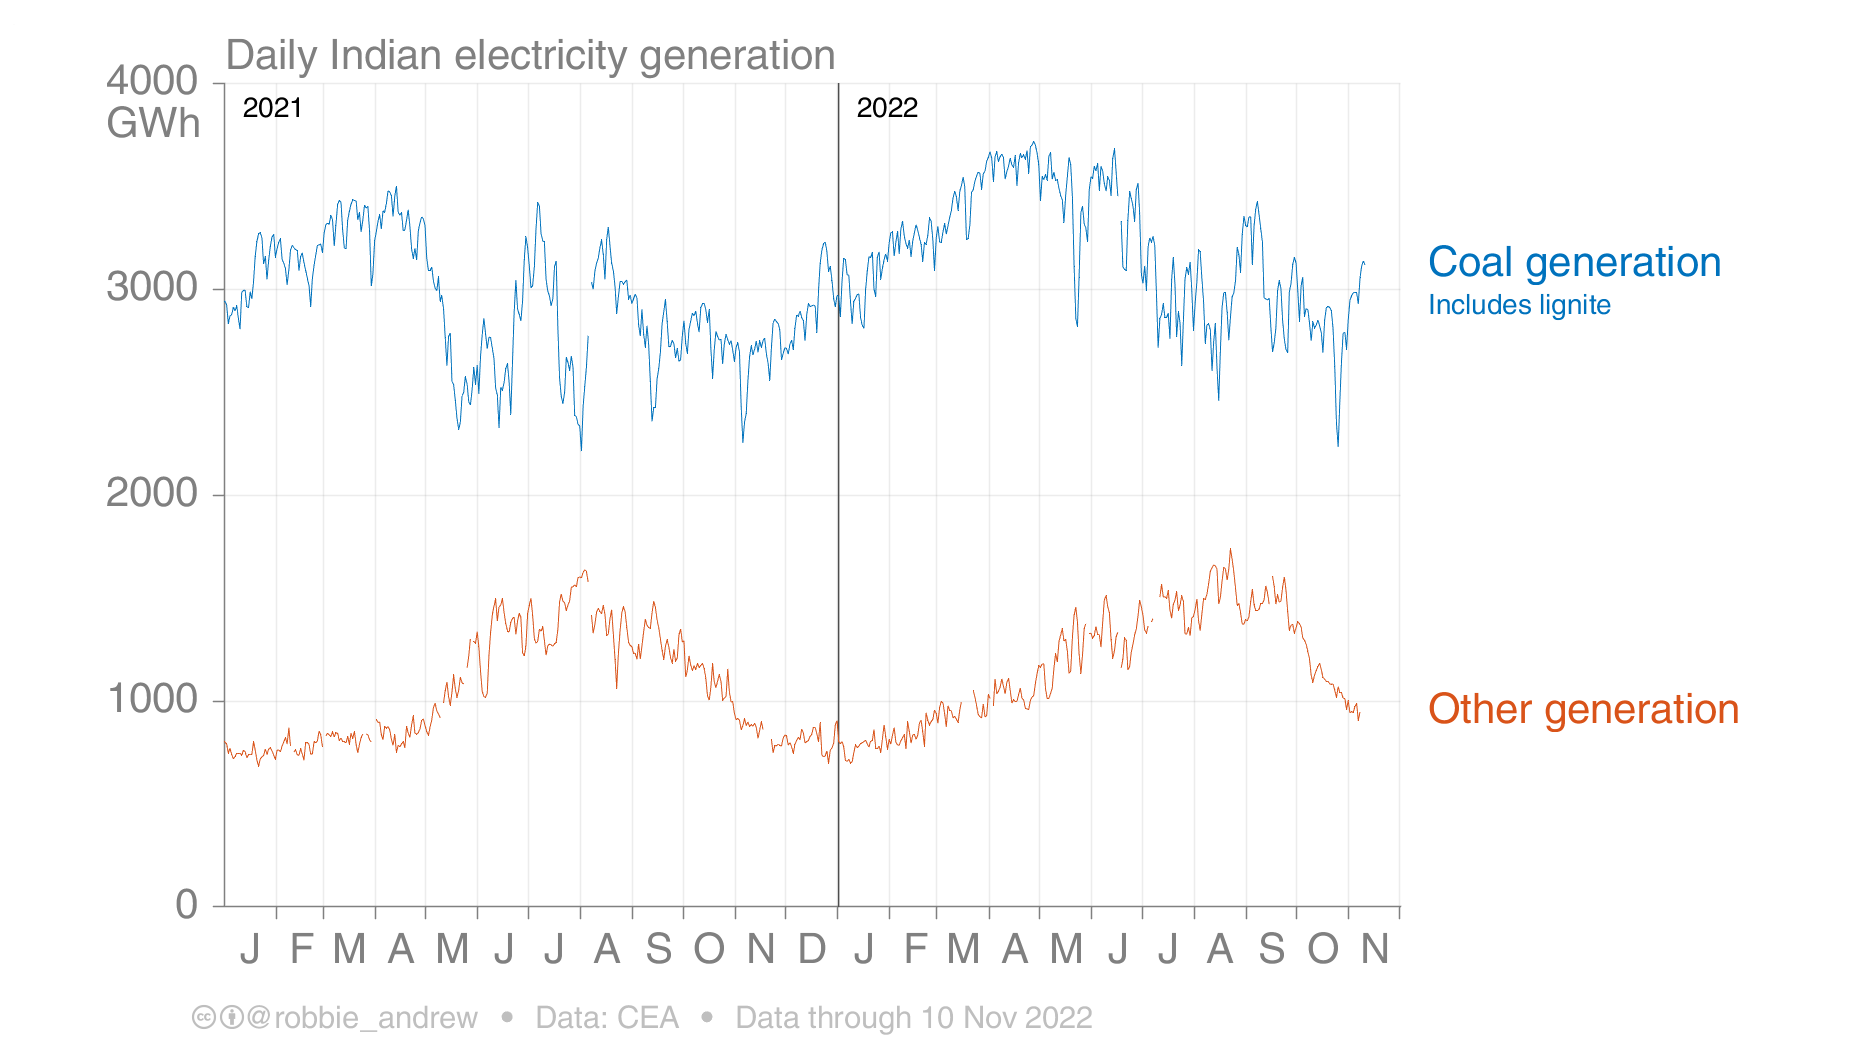 Daily Indian electricity generation
4000
GWh
2021
2022
3000
2000
1000
0
Coal generation
Includes lignite
Other generation
J F M A M J J A S O N D J F M A M J J A S O N
@robbie_andrew • Data: CEA • Data through 10 Nov 2022